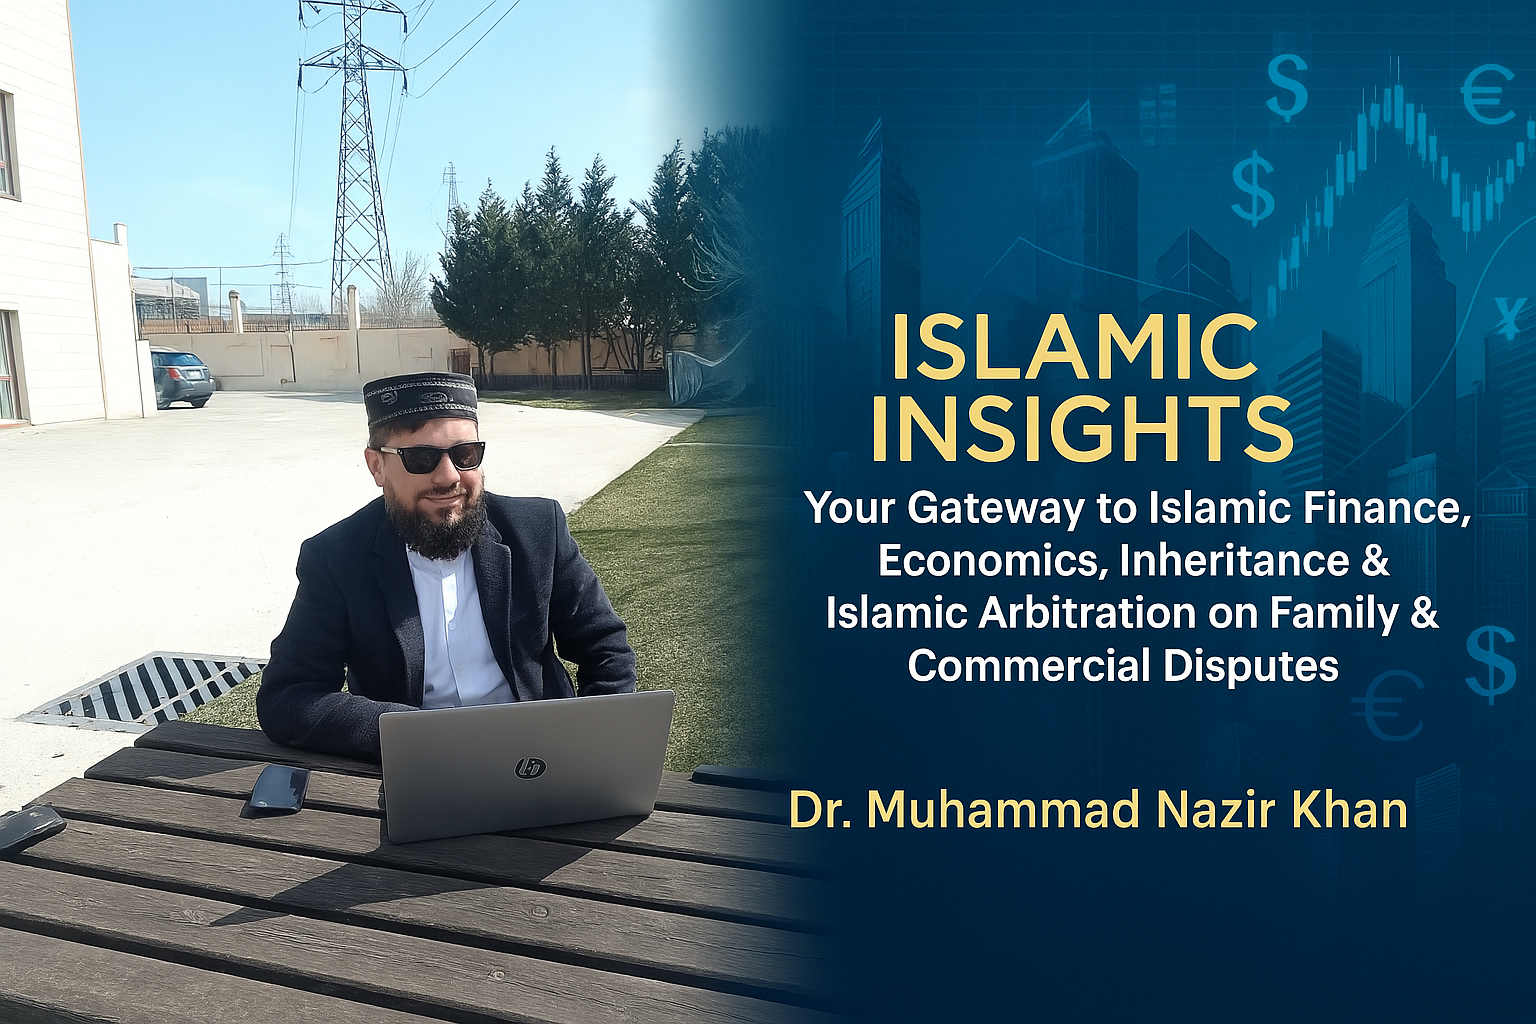 ISLAMIC
INSIGHTS
Your Gateway to Islamic Finance,
Economics, Inheritance &
Islamic Arbitration on Family &
Commercial Disputes
Dr. Muhammad Nazir Khan
$
€
$
¥
$
€